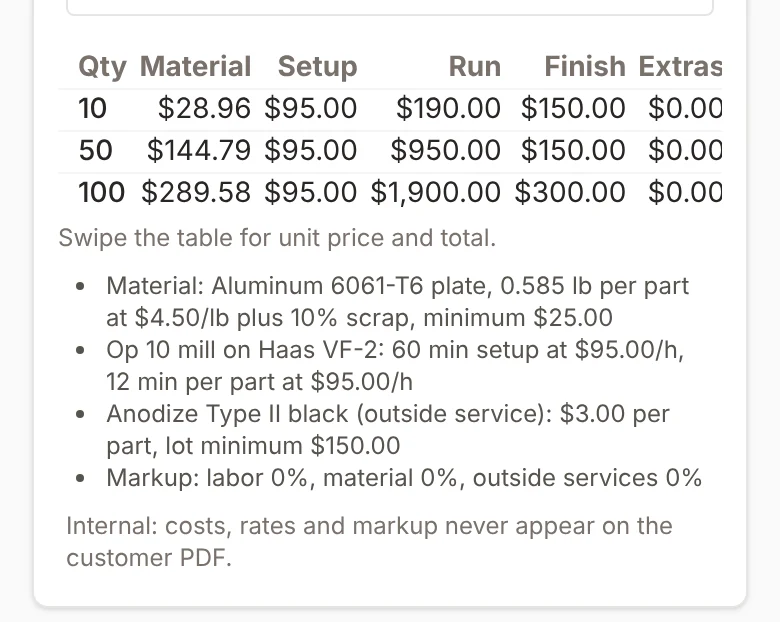 Qty Material Setup Run Finish Extras
10 $28.96 $95.00 $190.00 $150.00 $0.00
50 $144.79 $95.00 $950.00 $150.00 $0.00
100 $289.58 $95.00 $1,900.00 $300.00 $0.00
Swipe the table for unit price and total.
• Material: Aluminum 6061-T6 plate, 0.585 lb per part
at $4.50/lb plus 10% scrap, minimum $25.00
• Op 10 mill on Haas VF-2: 60 min setup at $95.00/h,
12 min per part at $95.00/h
• Anodize Type II black (outside service): $3.00 per
part, lot minimum $150.00
• Markup: labor 0%, material 0%, outside services 0%
Internal: costs, rates and markup never appear on the
customer PDF.